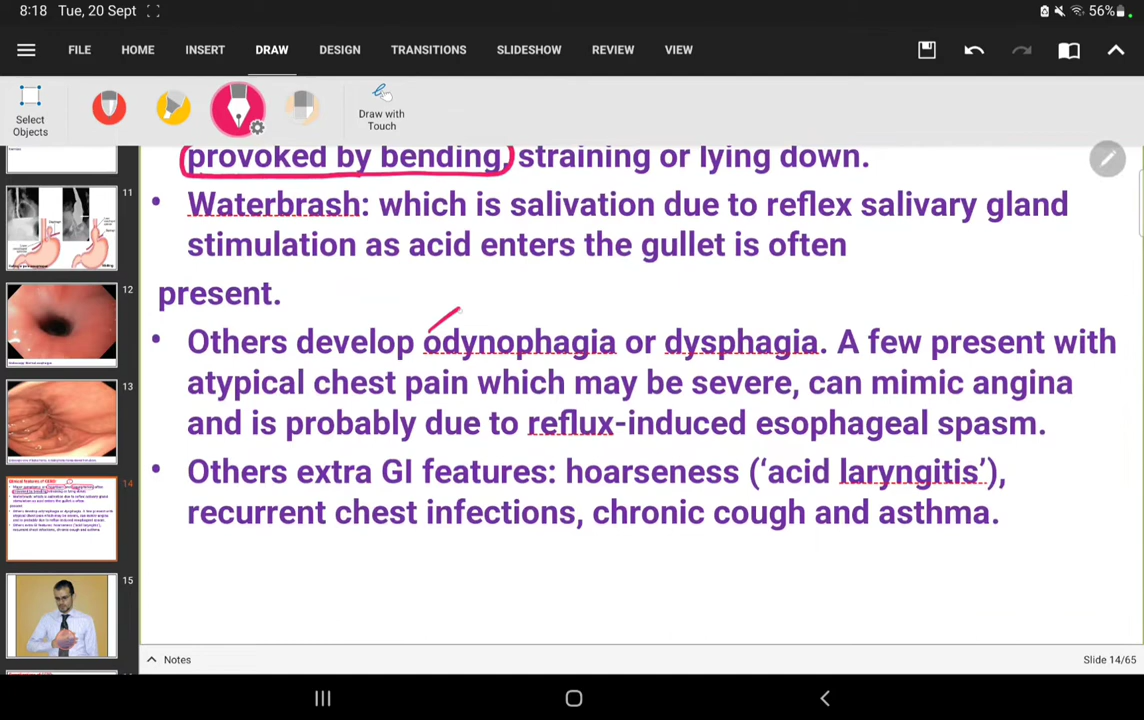 8:18 Tue, 20 Sept
56%
FILE HOME INSERT DRAW DESIGN TRANSITIONS SLIDESHOW REVIEW VIEW
Select
Objects
Draw with
Touch
provoked by bending, straining or lying down.
• Waterbrash: which is salivation due to reflex salivary gland
stimulation as acid enters the gullet is often
present.
• Others develop odynophagia or dysphagia. A few present with
atypical chest pain which may be severe, can mimic angina
and is probably due to reflux-induced esophageal spasm.
• Others extra GI features: hoarseness (‘acid laryngitis’),
recurrent chest infections, chronic cough and asthma.
11
12
13
14
15
Notes
Slide 14/65